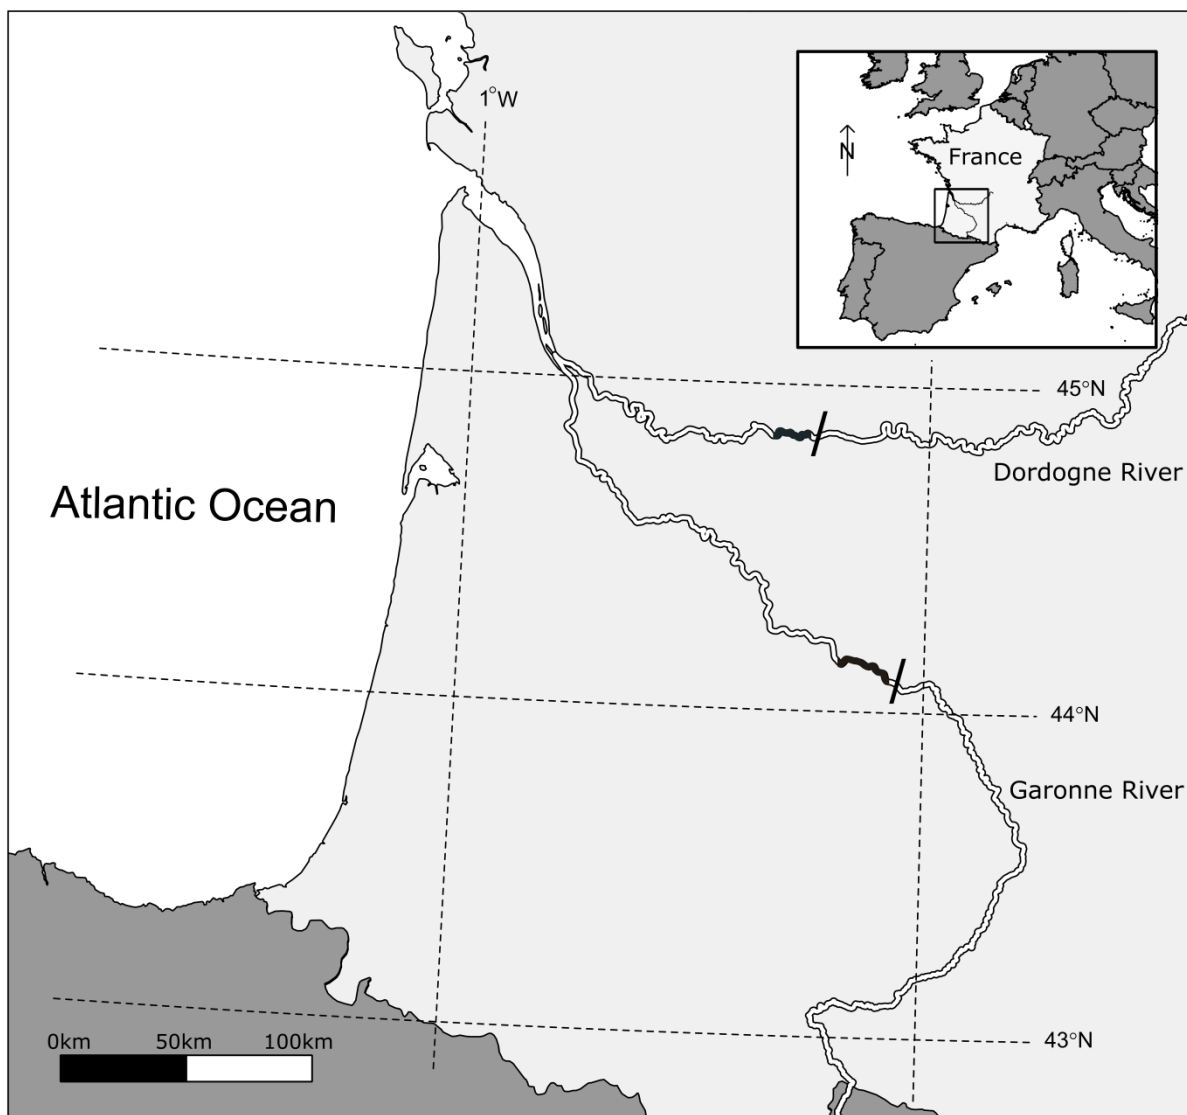 1°W
N
France
45°N
Dordogne River
Atlantic Ocean
44°N
Garonne River
43°N
0km 50km 100km